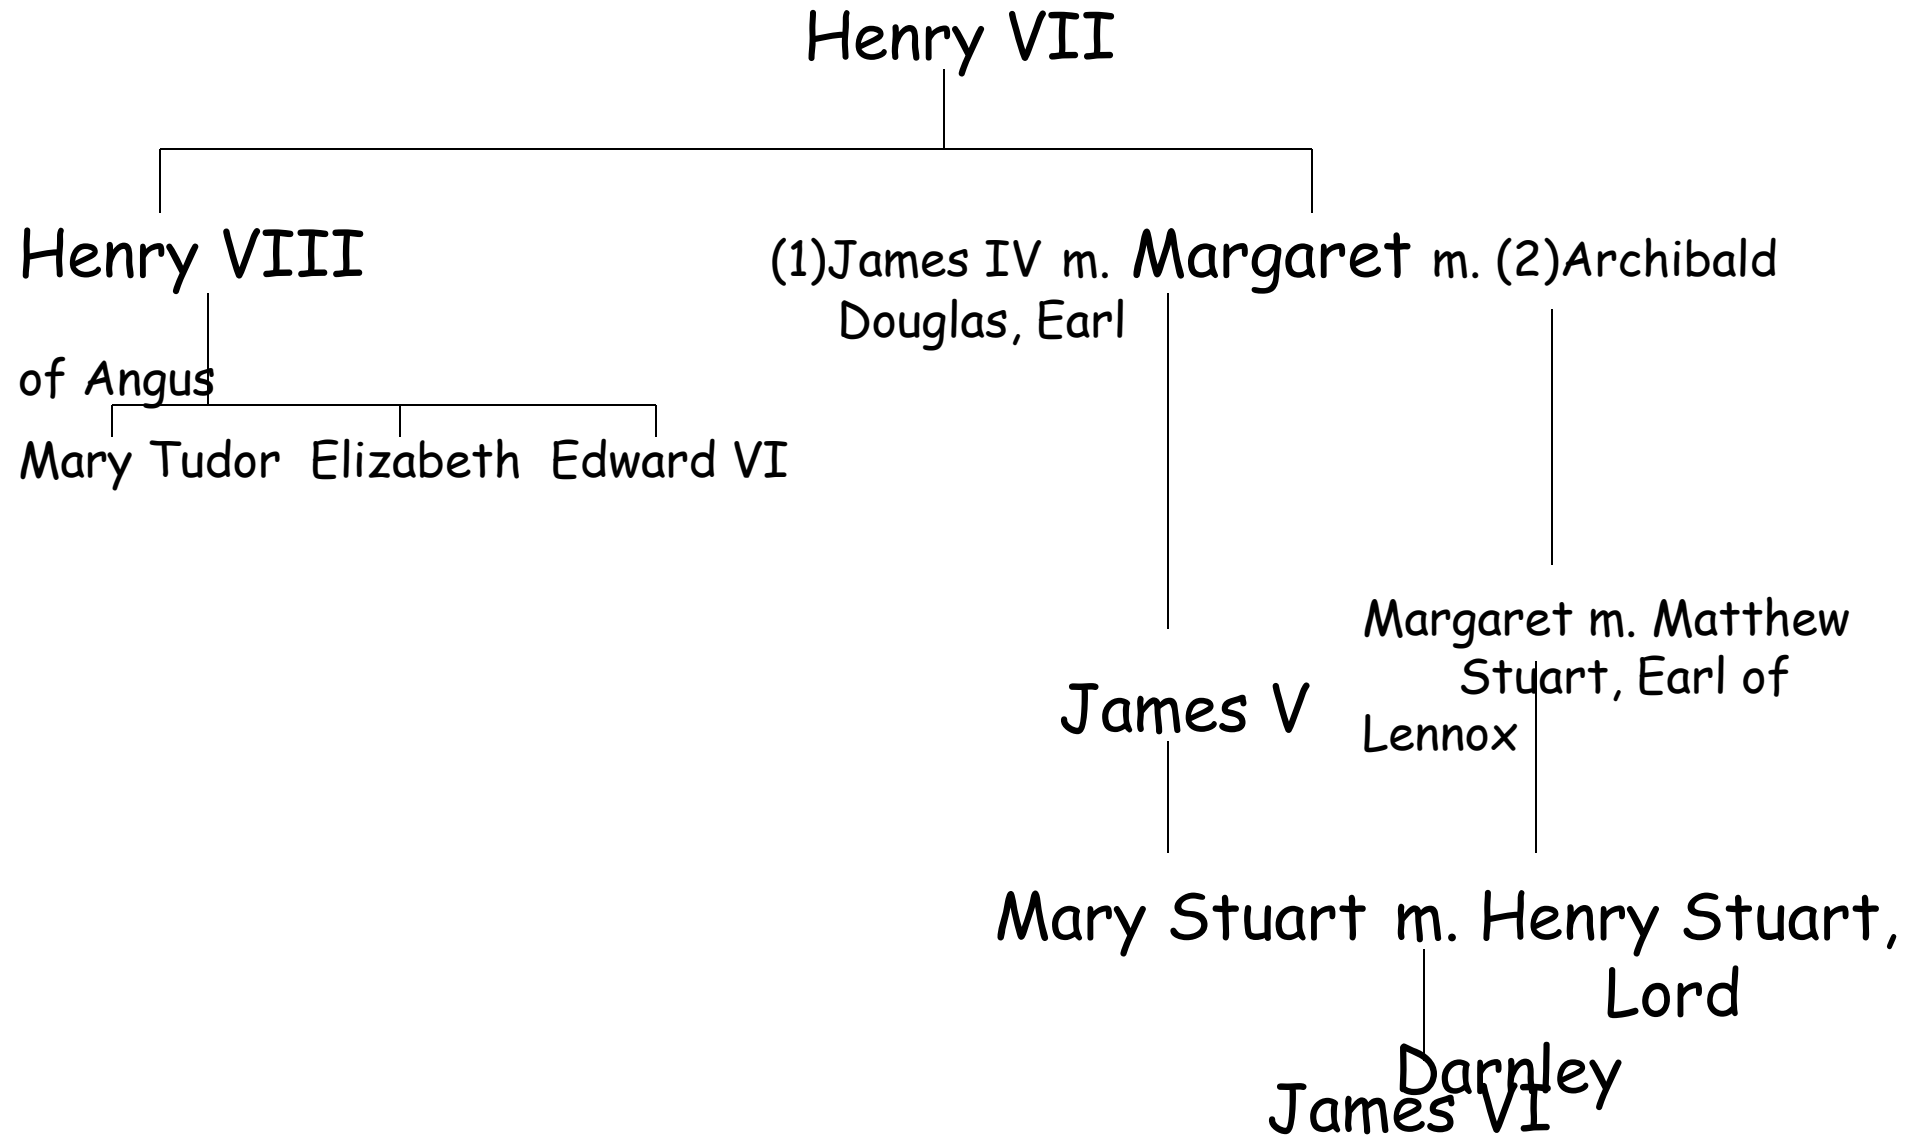 Henry VII
Henry VIII
(1)James IV m. Margaret m. (2)Archibald
Douglas, Earl
of Angus
Mary Tudor Elizabeth Edward VI
Margaret m. Matthew
Stuart, Earl of
Lennox
James V
Mary Stuart m. Henry Stuart,
Lord
Darnley
James VI